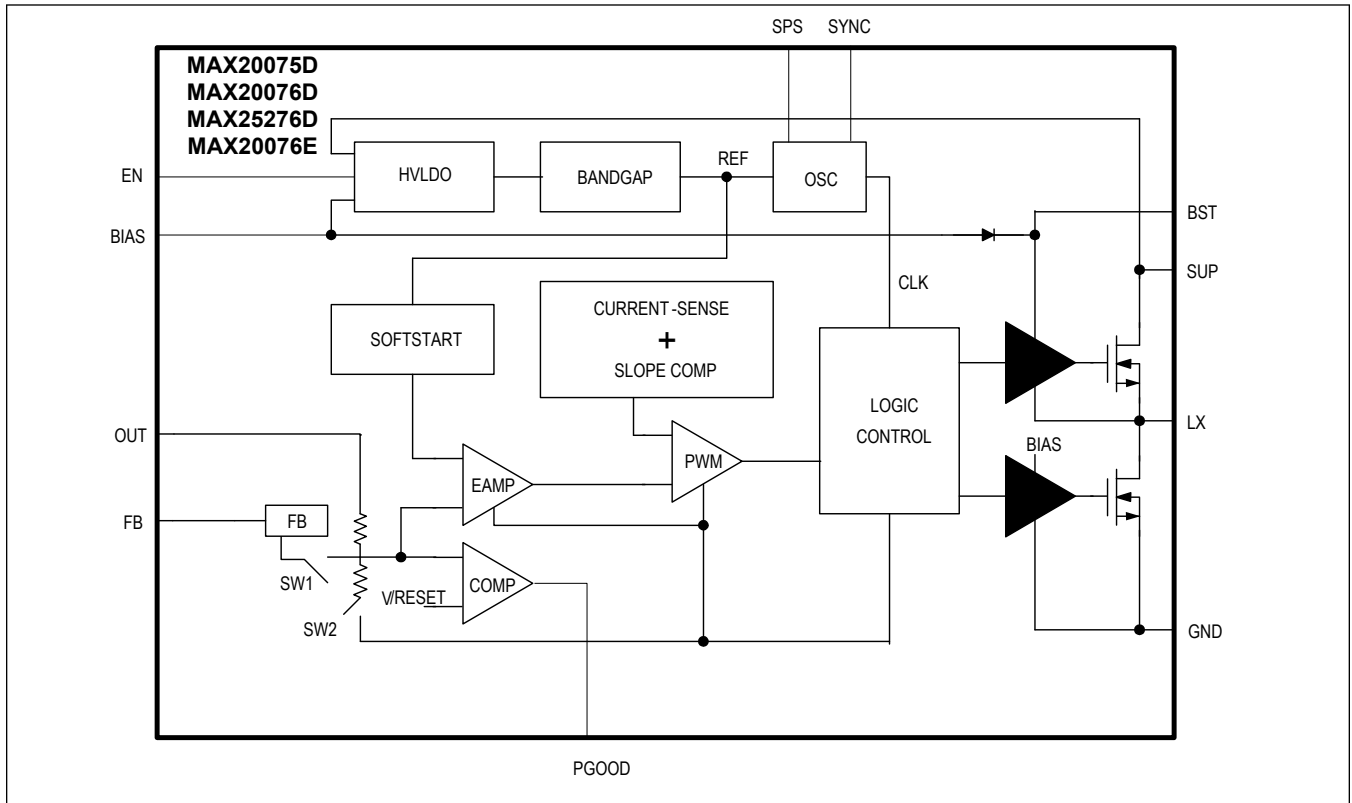 SPS SYNC
MAX20075D
MAX20076D
MAX25276D
MAX20076E
EN
HVLDO
BANDGAP
REF
OSC
BIAS
BST
SUP
CLK
SOFTSTART
CURRENT-SENSE
+
SLOPE COMP
LOGIC
CONTROL
OUT
LX
EAMP
PWM
BIAS
FB
FB
SW1
V/RESET
COMP
SW2
GND
PGOOD